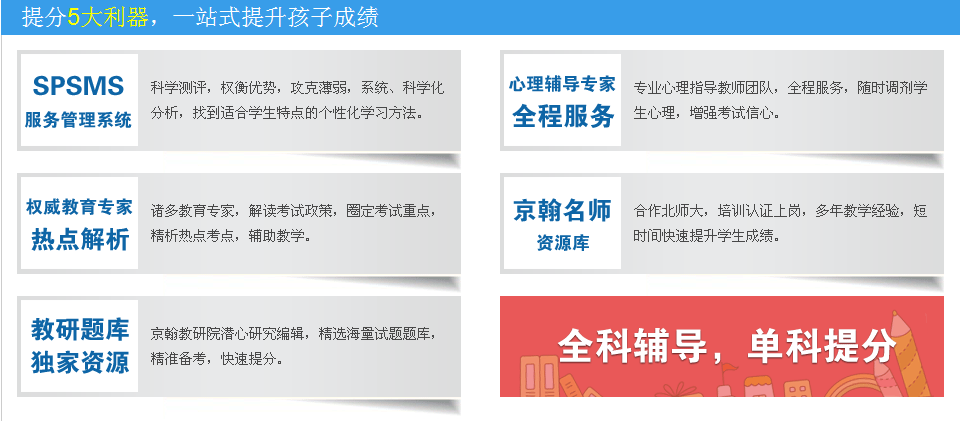 提分5大利器，一站式提升孩子成绩
SPSMS
服务管理系统
科学测评，权衡优势，攻克薄弱，系统、科学化
分析，找到适合学生特点的个性化学习方法。
心理辅导专家
全程服务
专业心理指导教师团队，全程服务，随时调剂学
生心理，增强考试信心。
权威教育专家
热点解析
诸多教育专家，解读考试政策，圈定考试重点，
精析热点考点，辅助教学。
京翰名师
资源库
合作北师大，培训认证上岗，多年教学经验，短
时间快速提升学生成绩。
教研题库
独家资源
京翰教研院潜心研究编辑，精选海量试题题库，
精准备考，快速提分。
全科辅导，单科提分